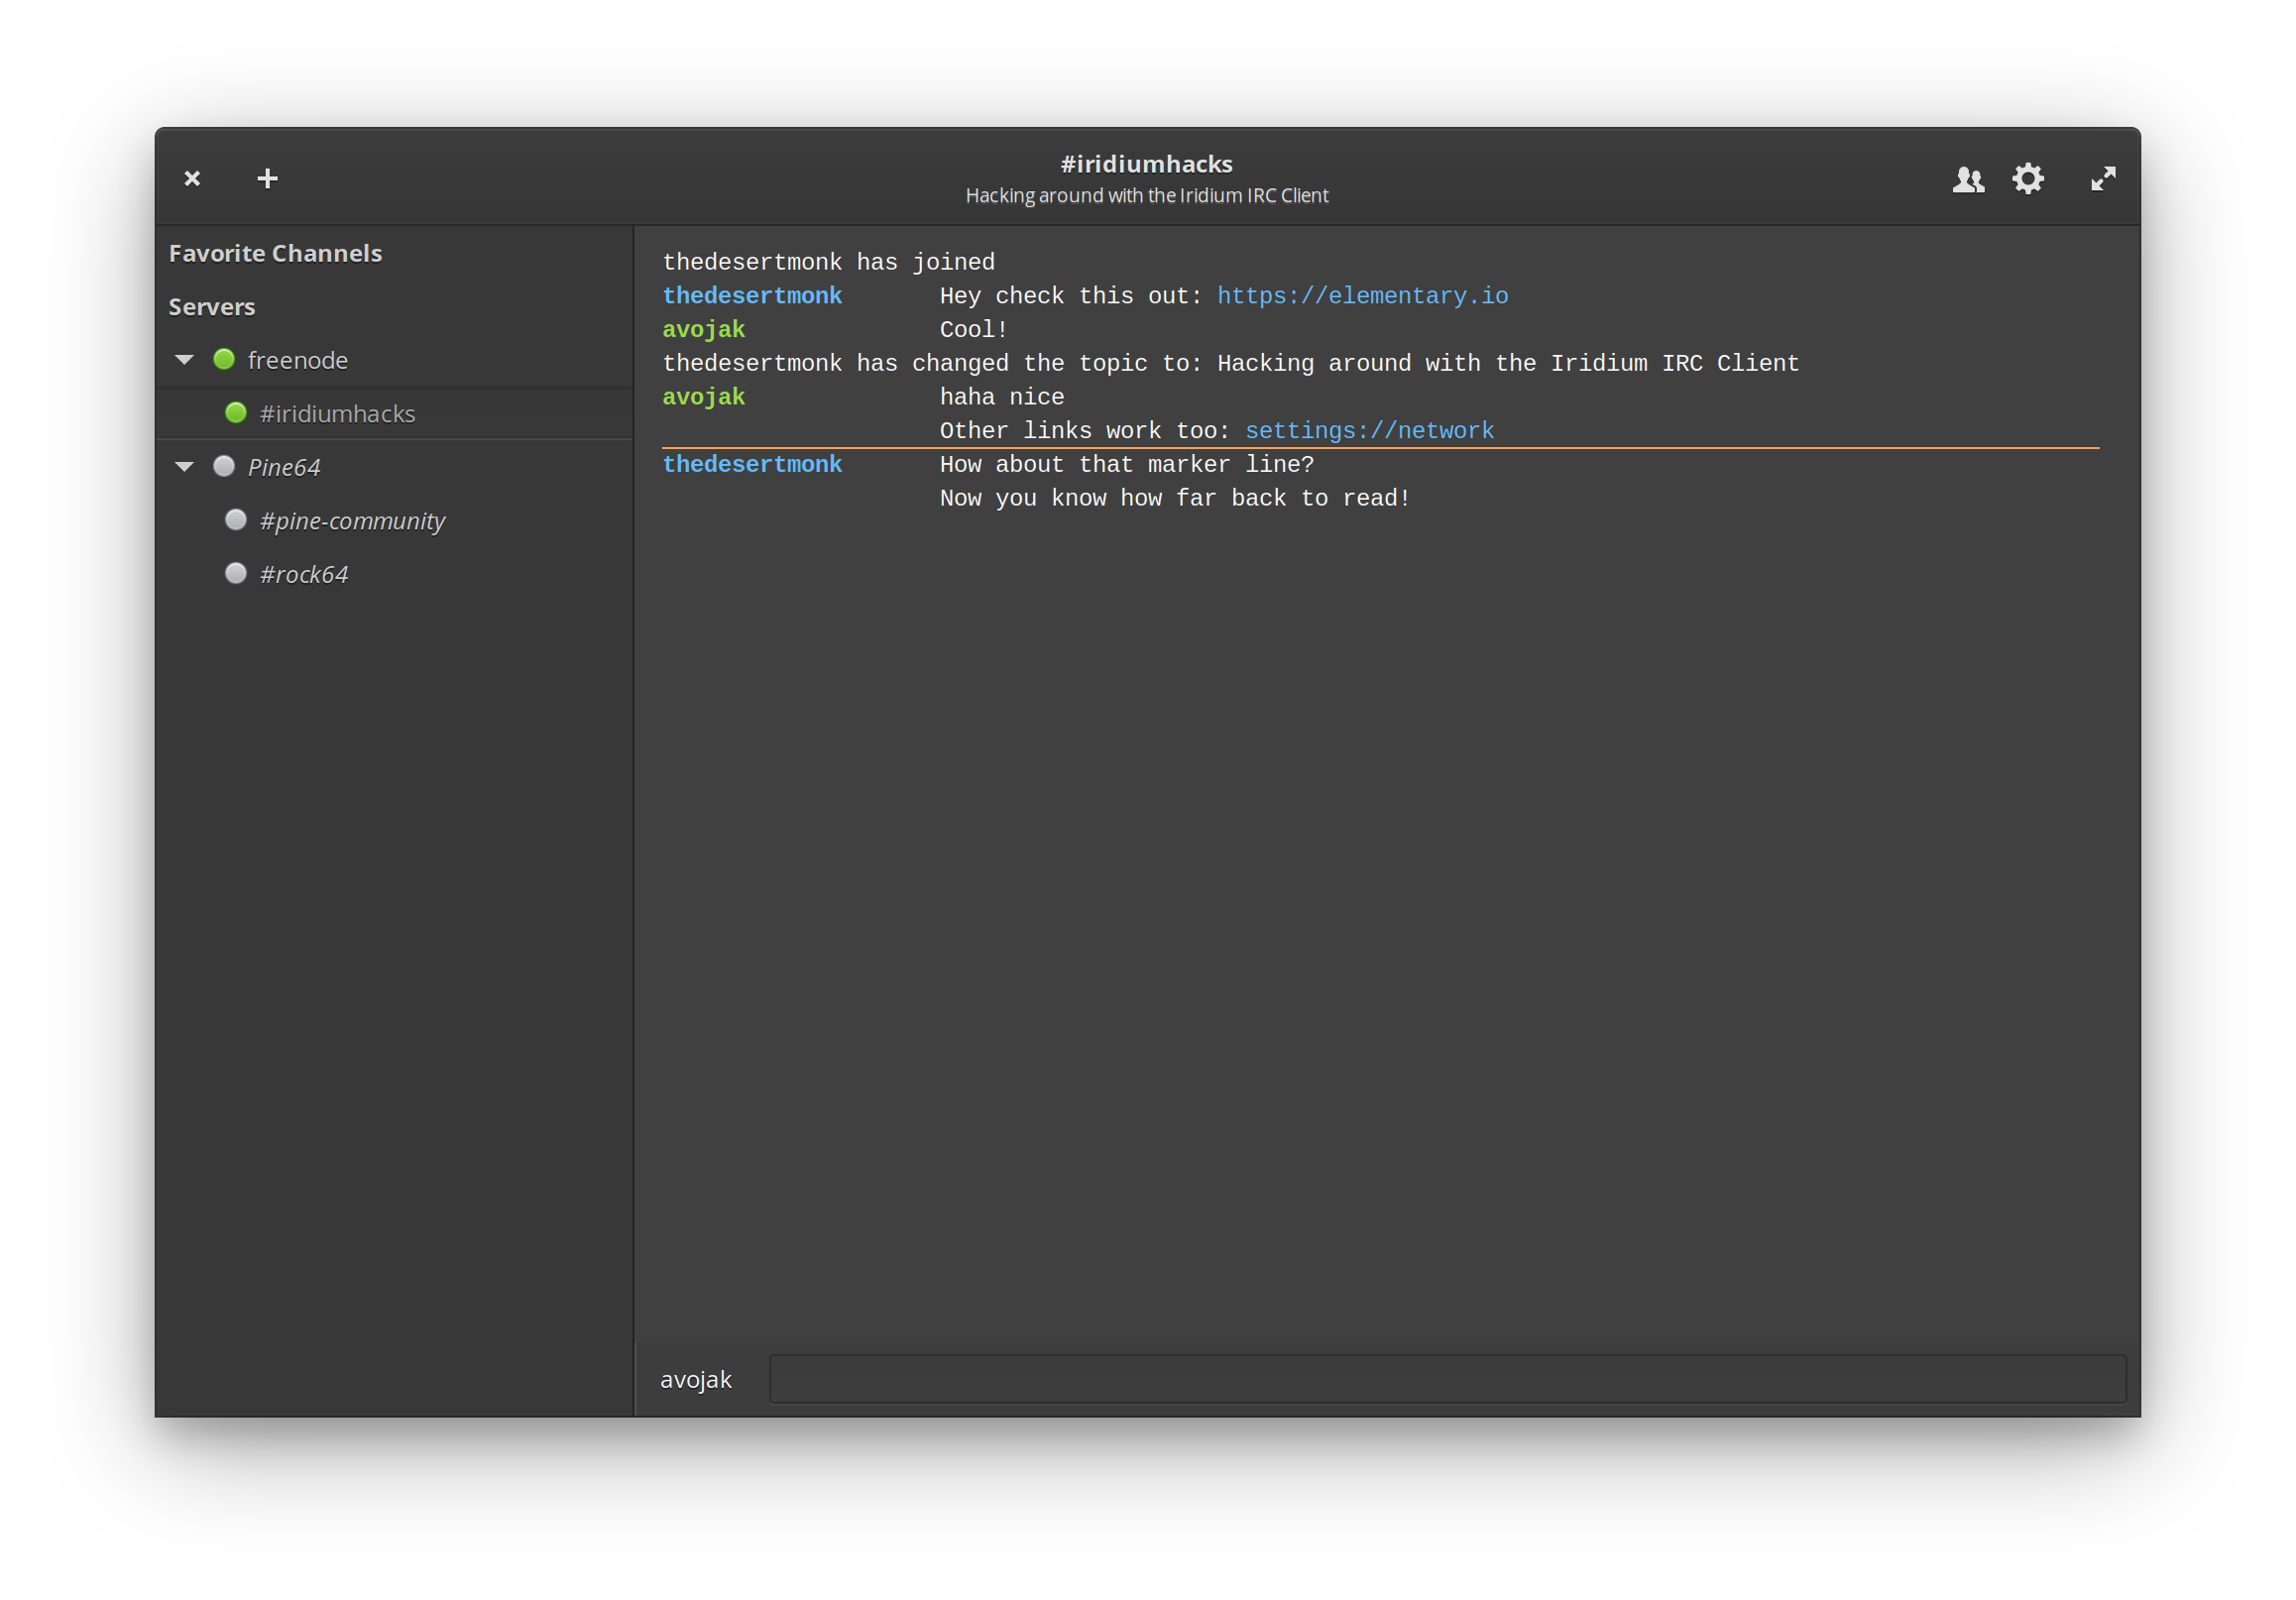 #iridiumhacks
Hacking around with the Iridium IRC Client
Favorite Channels
Servers
freenode
#iridiumhacks
Pine64
#pine-community
#rock64
thedesertmonk has joined
thedesertmonk Hey check this out: https://elementary.io
avojak Cool!
thedesertmonk has changed the topic to: Hacking around with the Iridium IRC Client
avojak haha nice
Other links work too: settings://network
thedesertmonk How about that marker line?
Now you know how far back to read!
avojak